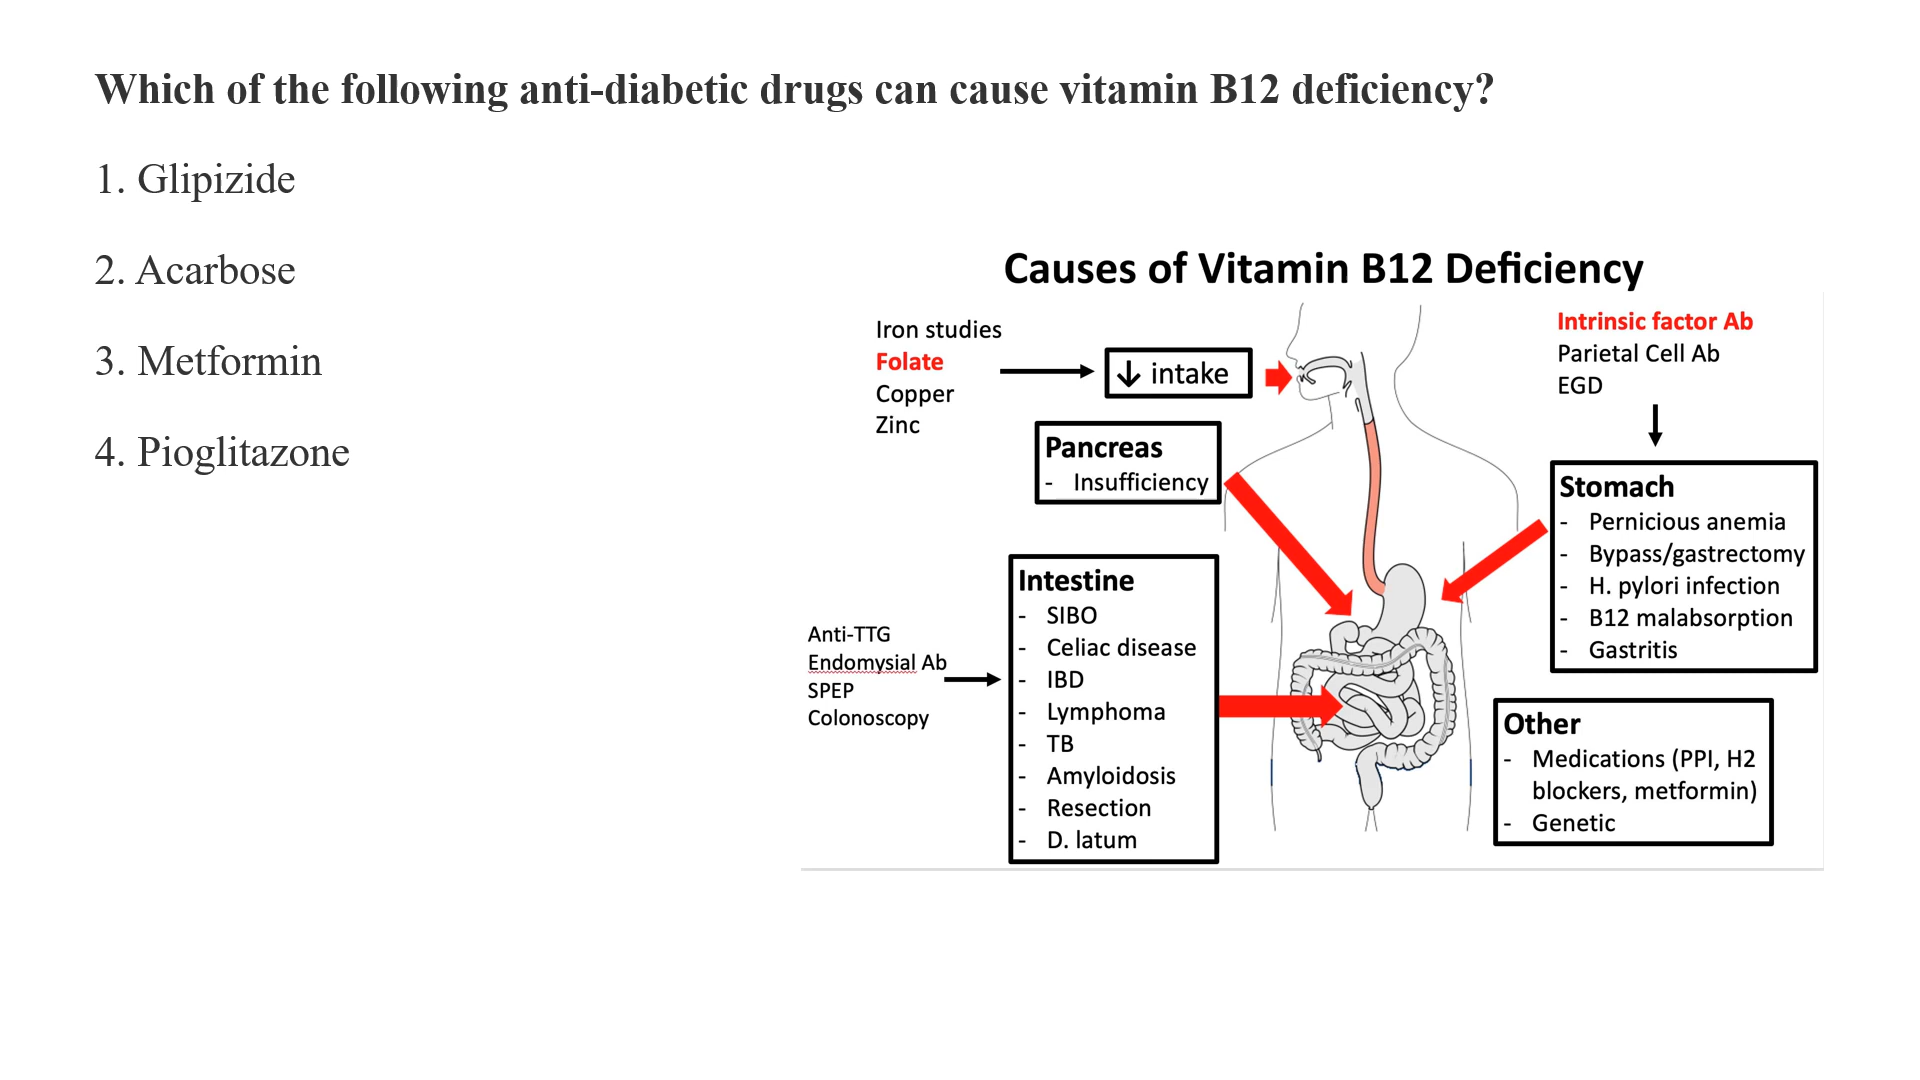 Which of the following anti-diabetic drugs can cause vitamin B12 deficiency?
1. Glipizide
2. Acarbose
3. Metformin
4. Pioglitazone
Causes of Vitamin B12 Deficiency
Iron studies
Folate
Copper
Zinc
↓ intake
Intrinsic factor Ab
Parietal Cell Ab
EGD
Pancreas
- Insufficiency
Stomach
- Pernicious anemia
- Bypass/gastrectomy
- H. pylori infection
- B12 malabsorption
- Gastritis
Anti-TTG
Endomysial Ab
SPEP
Colonoscopy
Intestine
- SIBO
- Celiac disease
- IBD
- Lymphoma
- TB
- Amyloidosis
- Resection
- D. latum
Other
- Medications (PPI, H2
blockers, metformin)
- Genetic